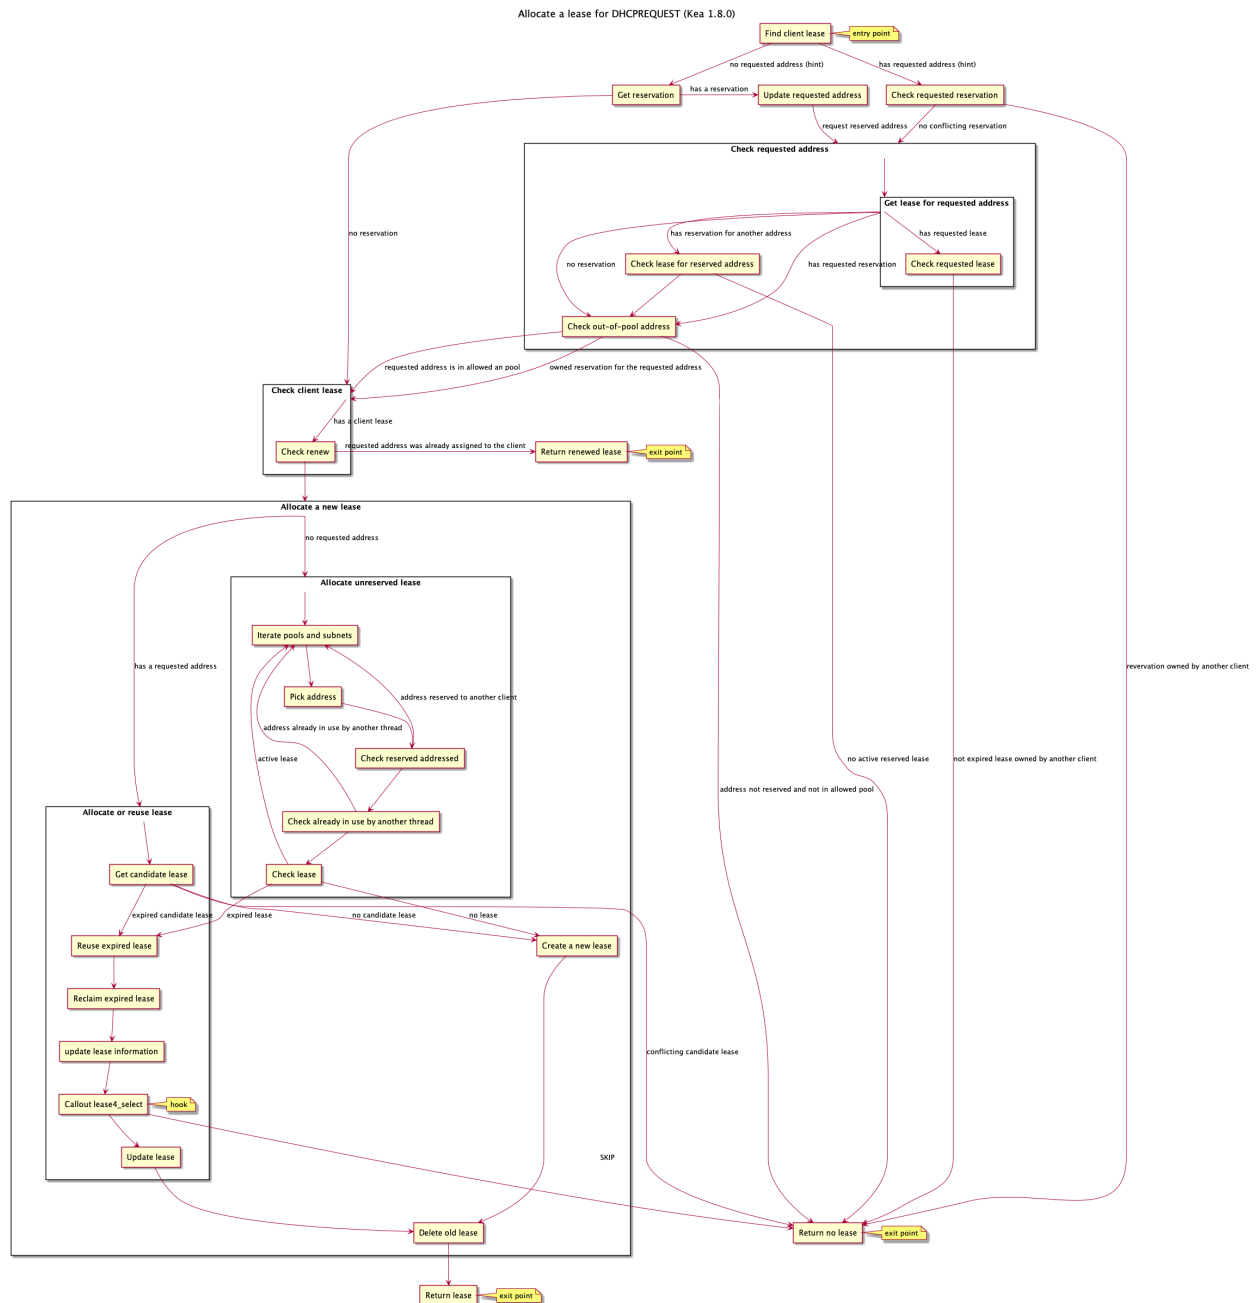 Allocate a lease for DHCPREQUEST (Kea 1.8.0)
Find client lease
entry point
no requested address (hint)
has requested address (hint)
Get reservation
has a reservation
Update requested address
Check requested reservation
request reserved address
no conflicting reservation
Check requested address
Get lease for requested address
has reservation for another address
has requested lease
no reservation
Check lease for reserved address
has requested reservation
Check requested lease
no reservation
Check out-of-pool address
requested address is in allowed an pool
owned reservation for the requested address
Check client lease
has a client lease
Check renew
requested address was already assigned to the client
Return renewed lease
exit point
Allocate a new lease
no requested address
Allocate unreserved lease
Iterate pools and subnets
has a requested address
revervation owned by another client
Pick address
address reserved to another client
address already in use by another thread
Check reserved addressed
active lease
no active reserved lease
not expired lease owned by another client
address not reserved and not in allowed pool
Allocate or reuse lease
Check already in use by another thread
Get candidate lease
Check lease
expired candidate lease
expired lease
no candidate lease
no lease
Reuse expired lease
Create a new lease
Reclaim expired lease
update lease information
conflicting candidate lease
Callout lease4_select
hook
Update lease
SKIP
Delete old lease
Return no lease
exit point
Return lease
exit point